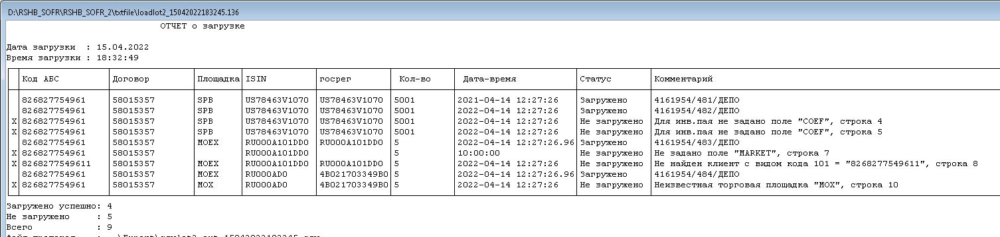 D:\RSHB_SOFR\RSHB_SOFR_2\txtfile\loadlot2_15042022183245.136
ОТЧЕТ о загрузке
Дата загрузки : 15.04.2022
Время загрузки : 18:32:49
Код АБС Договор Площадка ISIN госрег Кол-во Дата-время Статус Комментарий
826827754961 58015357 SPB US78463V1070 US78463V1070 5001 2021-04-14 12:27:26 Загружено 4161954/481/ДЕПО
826827754961 58015357 SPB US78463V1070 US78463V1070 5001 2022-04-14 12:27:26 Загружено 4161954/482/ДЕПО
X 826827754961 58015357 SPB US78463V1070 US78463V1070 5001 2022-04-14 12:27:26 Не загружено Для инв.пая не задано поле "COEF", строка 4
X 826827754961 58015357 SPB US78463V1070 US78463V1070 5001 2022-04-14 12:27:26 Не загружено Для инв.пая не задано поле "COEF", строка 5
826827754961 58015357 MOEX RU000A101DD0 RU000A101DD0 5 2022-04-14 12:27:26.96 Загружено 4161954/483/ДЕПО
X 826827754961 58015357 RU000A101DD0 5 10:00:00 Не загружено Не задано поле "MARKET", строка 7
X 8268277549611 58015357 MOEX RU000A101DD0 RU000A101DD0 5 2022-04-14 12:27:26 Не загружено Не найден клиент с видом кода 101 = "8268277549611", строка 8
826827754961 58015357 MOEX RU000AD0 4B021703349B0 5 2022-04-14 12:27:26.96 Загружено 4161954/484/ДЕПО
X 826827754961 58015357 MOX RU000AD0 4B021703349B0 5 2022-04-14 12:27:26 Не загружено Неизвестная торговая площадка "MOX", строка 10
Загружено успешно: 4
Не загружено : 5
Всего : 9